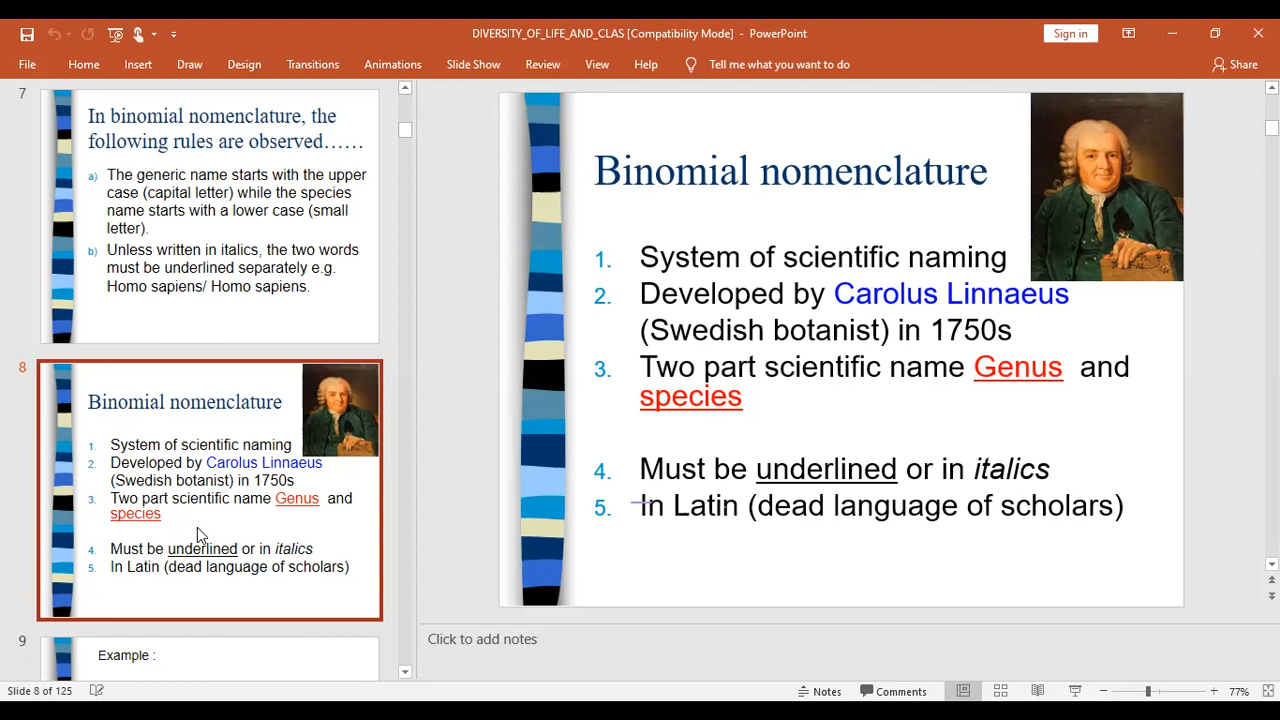 DIVERSITY_OF_LIFE_AND_CLAS [Compatibility Mode] - PowerPoint
Sign in
File Home Insert Draw Design Transitions Animations Slide Show Review View Help Tell me what you want to do Share
7
In binomial nomenclature, the
following rules are observed……
a) The generic name starts with the upper
case (capital letter) while the species
name starts with a lower case (small
letter).
b) Unless written in italics, the two words
must be underlined separately e.g.
Homo sapiens/ Homo sapiens.
8
Binomial nomenclature
1. System of scientific naming
2. Developed by Carolus Linnaeus
(Swedish botanist) in 1750s
3. Two part scientific name Genus and
species
4. Must be underlined or in italics
5. In Latin (dead language of scholars)
9
Example :
Binomial nomenclature
1. System of scientific naming
2. Developed by Carolus Linnaeus
(Swedish botanist) in 1750s
3. Two part scientific name Genus and
species
4. Must be underlined or in italics
5. In Latin (dead language of scholars)
Click to add notes
Slide 8 of 125
Notes
Comments
77%